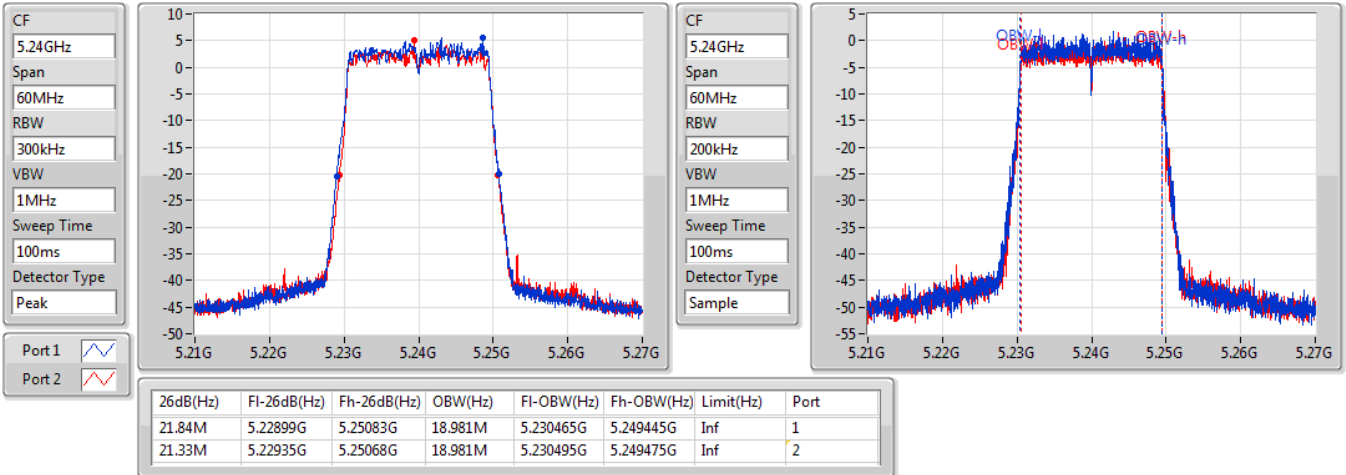 CF
5.24GHz
Span
60MHz
RBW
300kHz
VBW
1MHz
Sweep Time
100ms
Detector Type
Peak
Port 1
Port 2
10
5
0
-5
-10
-15
-20
-25
-30
-35
-40
-45
-50
5.21G 5.22G 5.23G 5.24G 5.25G 5.26G 5.27G
CF
5.24GHz
Span
60MHz
RBW
200kHz
VBW
1MHz
Sweep Time
100ms
Detector Type
Sample
5
0
-5
-10
-15
-20
-25
-30
-35
-40
-45
-50
-55
OBW-h
5.21G 5.22G 5.23G 5.24G 5.25G 5.26G 5.27G
26dB(Hz) Fl-26dB(Hz) Fh-26dB(Hz) OBW(Hz) Fl-OBW(Hz) Fh-OBW(Hz) Limit(Hz) Port
21.84M 5.22899G 5.25083G 18.981M 5.230465G 5.249445G Inf 1
21.33M 5.22935G 5.25068G 18.981M 5.230495G 5.249475G Inf 2